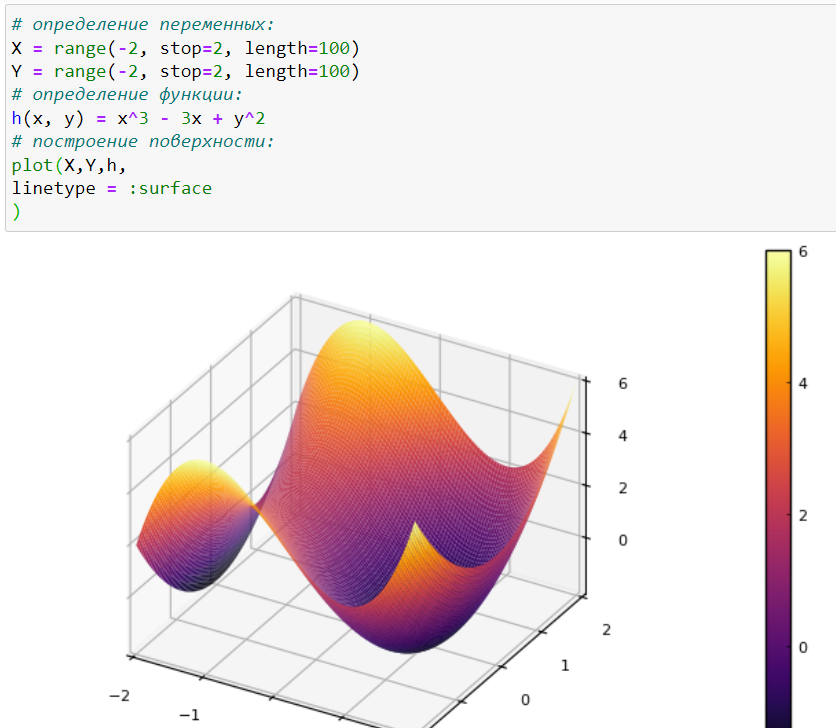 # определение переменных:
X = range(-2, stop=2, length=100)
Y = range(-2, stop=2, length=100)
# определение функции:
h(x, y) = x^3 - 3x + y^2
# построение поверхности:
plot(X,Y,h,
linetype = :surface
)
6
4
2
0
6
4
2
0
2
1
0
−2
−1